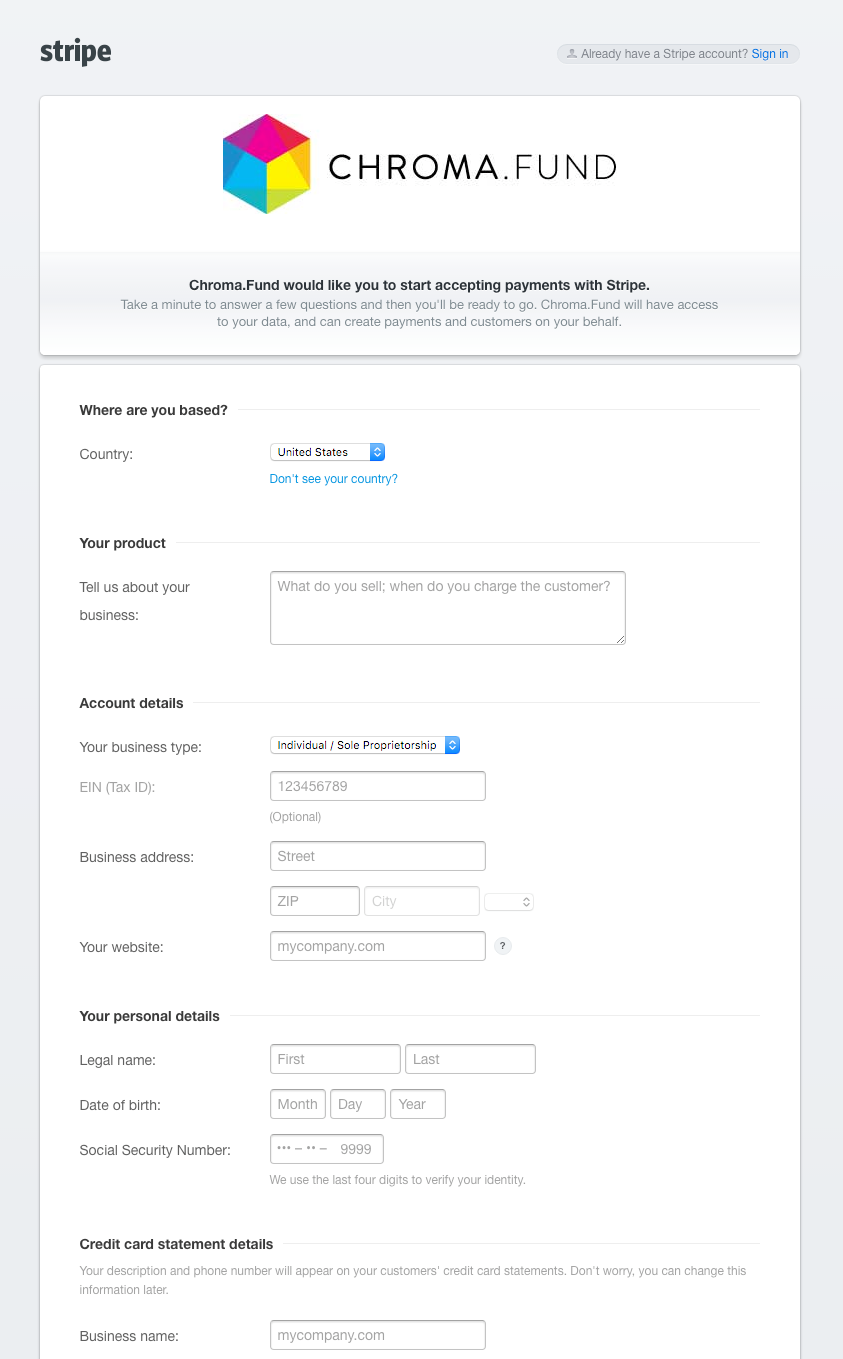 stripe
Already have a Stripe account? Sign in
CHROMA.FUND
Chroma.Fund would like you to start accepting payments with Stripe.
Take a minute to answer a few questions and then you'll be ready to go. Chroma.Fund will have access
to your data, and can create payments and customers on your behalf.
Where are you based?
Country:
United States
Don't see your country?
Your product
Tell us about your
business:
What do you sell; when do you charge the customer?
Account details
Your business type:
Individual / Sole Proprietorship
EIN (Tax ID):
123456789
(Optional)
Business address:
Street
ZIP
City
Your website:
mycompany.com
?
Your personal details
Legal name:
First
Last
Date of birth:
Month
Day
Year
Social Security Number:
••• – •• – 9999
We use the last four digits to verify your identity.
Credit card statement details
Your description and phone number will appear on your customers' credit card statements. Don't worry, you can change this
information later.
Business name:
mycompany.com